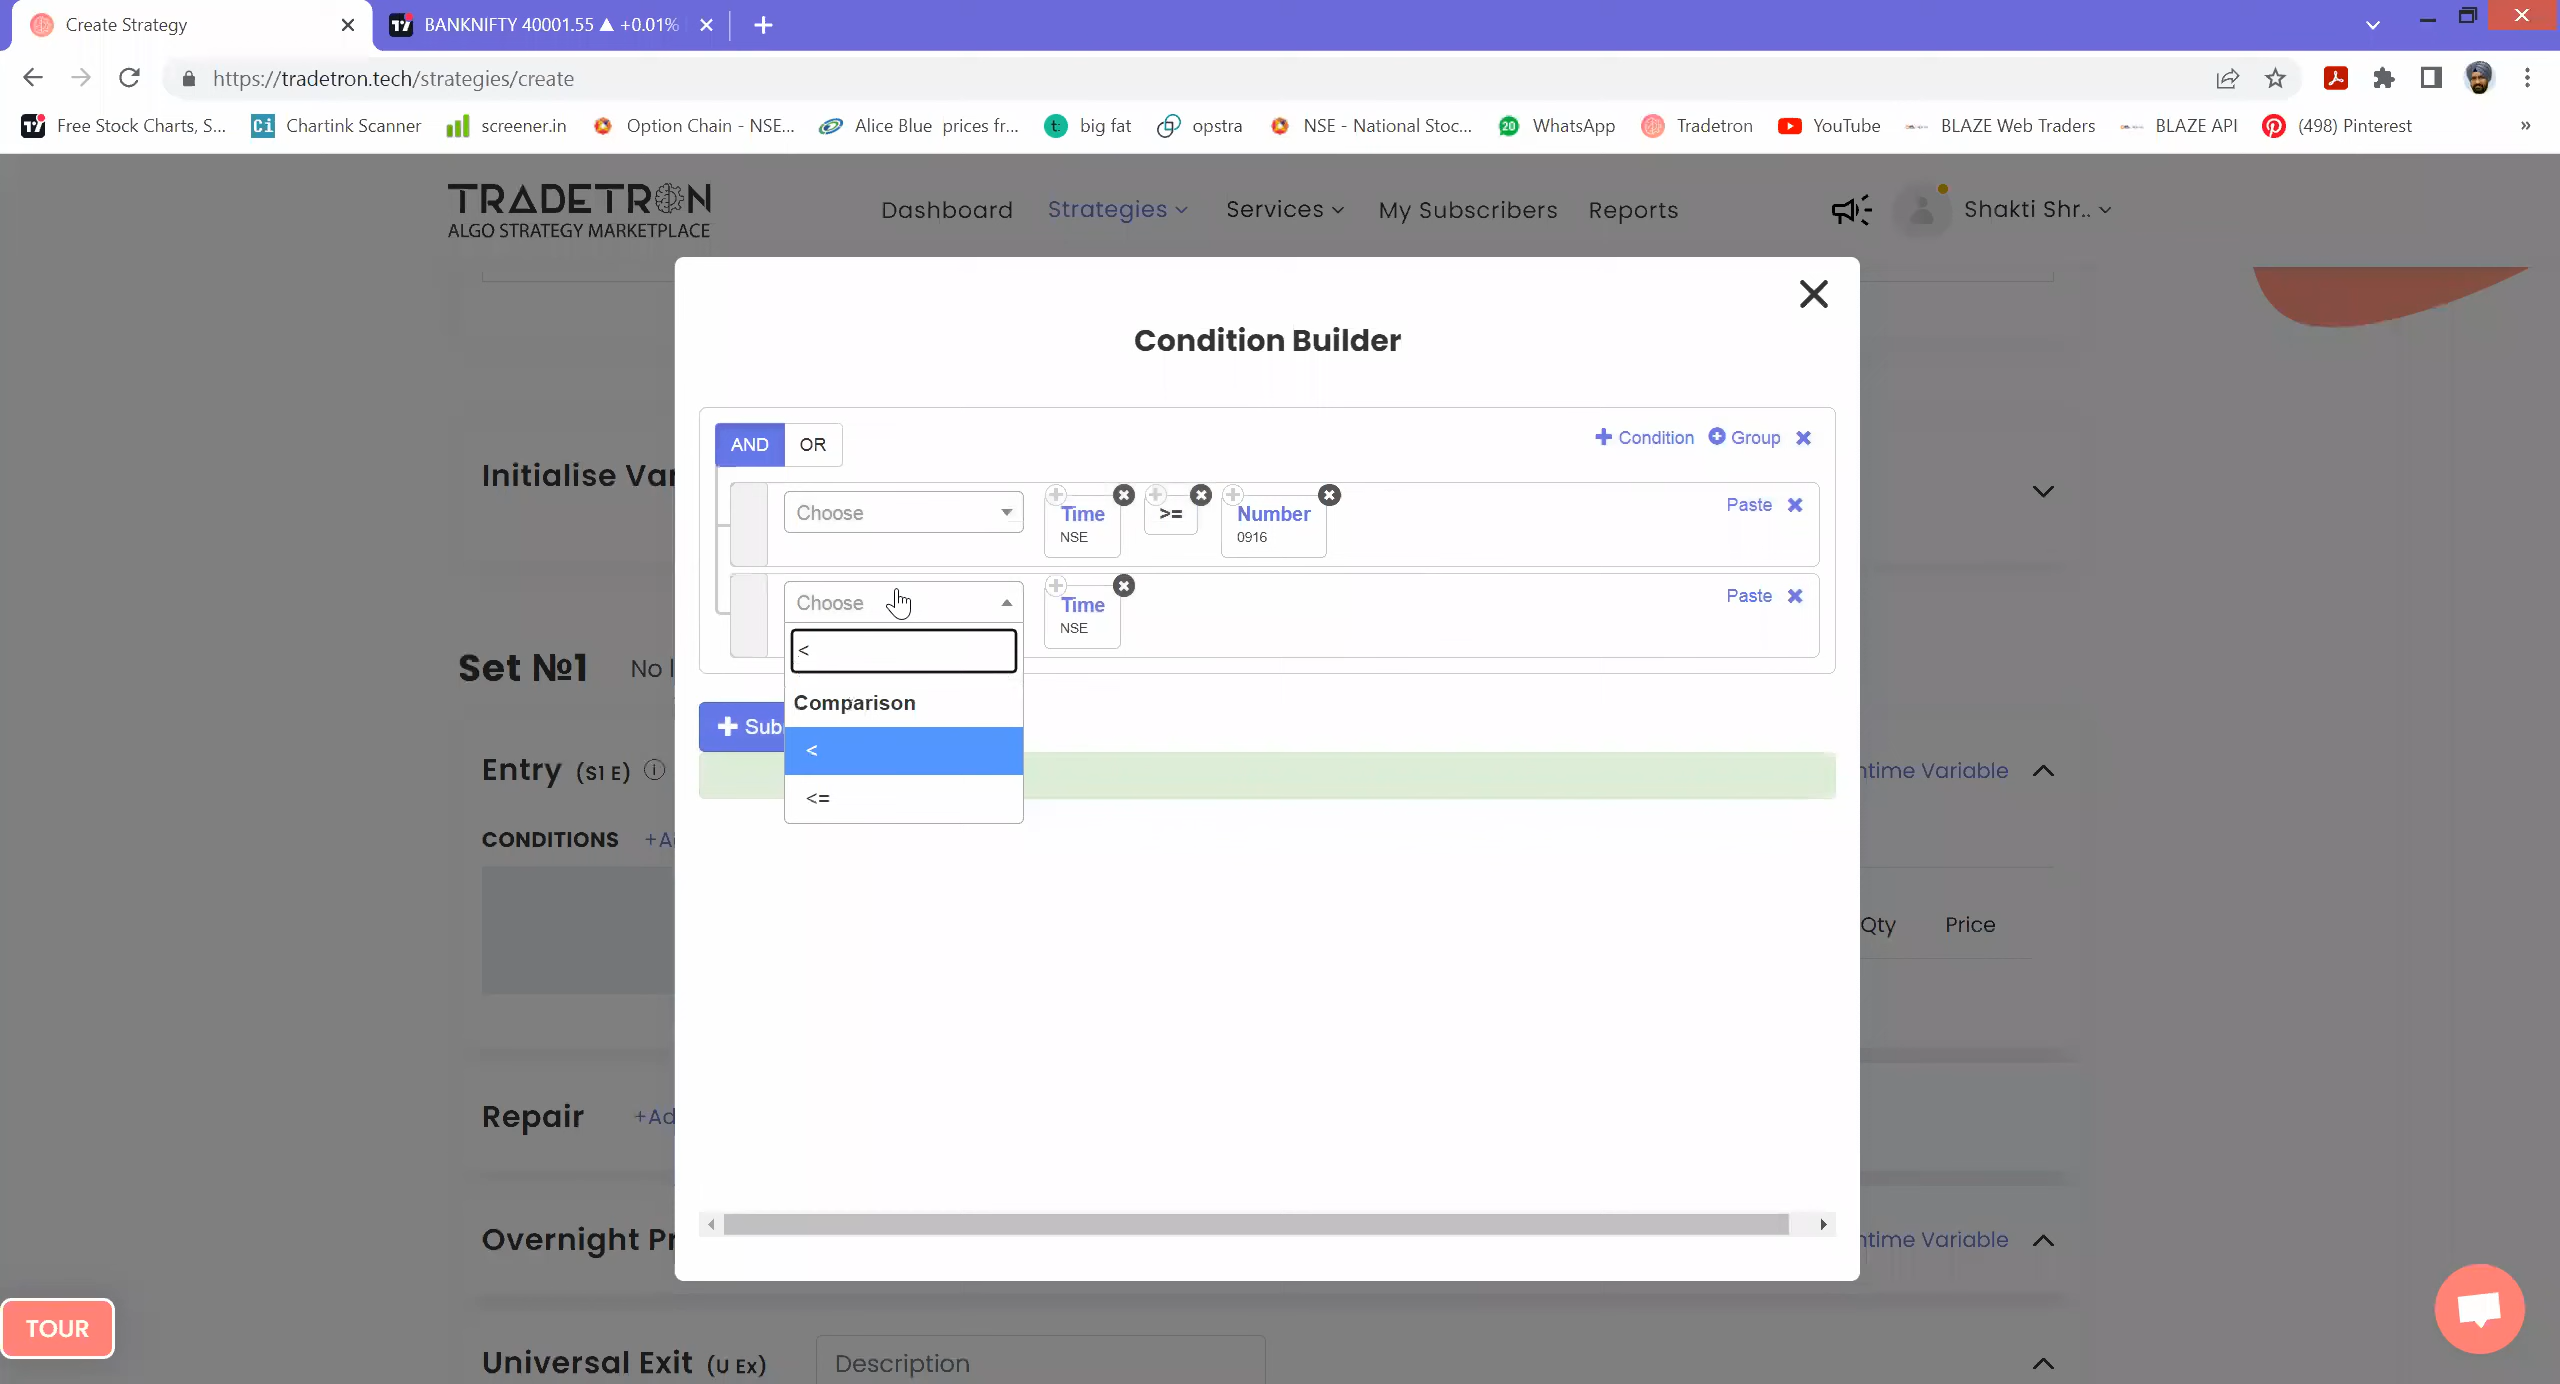 Create Strategy
BANKNIFTY 40001.55 ▲ +0.01%
https://tradetron.tech/strategies/create
Free Stock Charts, S...
Chartink Scanner
screener.in
Option Chain - NSE...
Alice Blue prices fr...
big fat
opstra
NSE - National Stoc...
20
WhatsApp
Tradetron
YouTube
BLAZE Web Traders
BLAZE API
(498) Pinterest
»
TRADETRON
ALGO STRATEGY MARKETPLACE
Dashboard
Strategies
Services
My Subscribers
Reports
Shakti Shr..
Condition Builder
AND
OR
Condition
Group
Choose
Time
NSE
>=
Number
0916
Paste
Choose
Time
NSE
Paste
<
Comparison
<
<=
Sub
Initialise Var
Set №1
No l
Entry (S1 E)
ntime Variable
CONDITIONS
+A
Qty
Price
Repair
+Ad
Overnight Pr
ntime Variable
TOUR
Universal Exit (U Ex)
Description